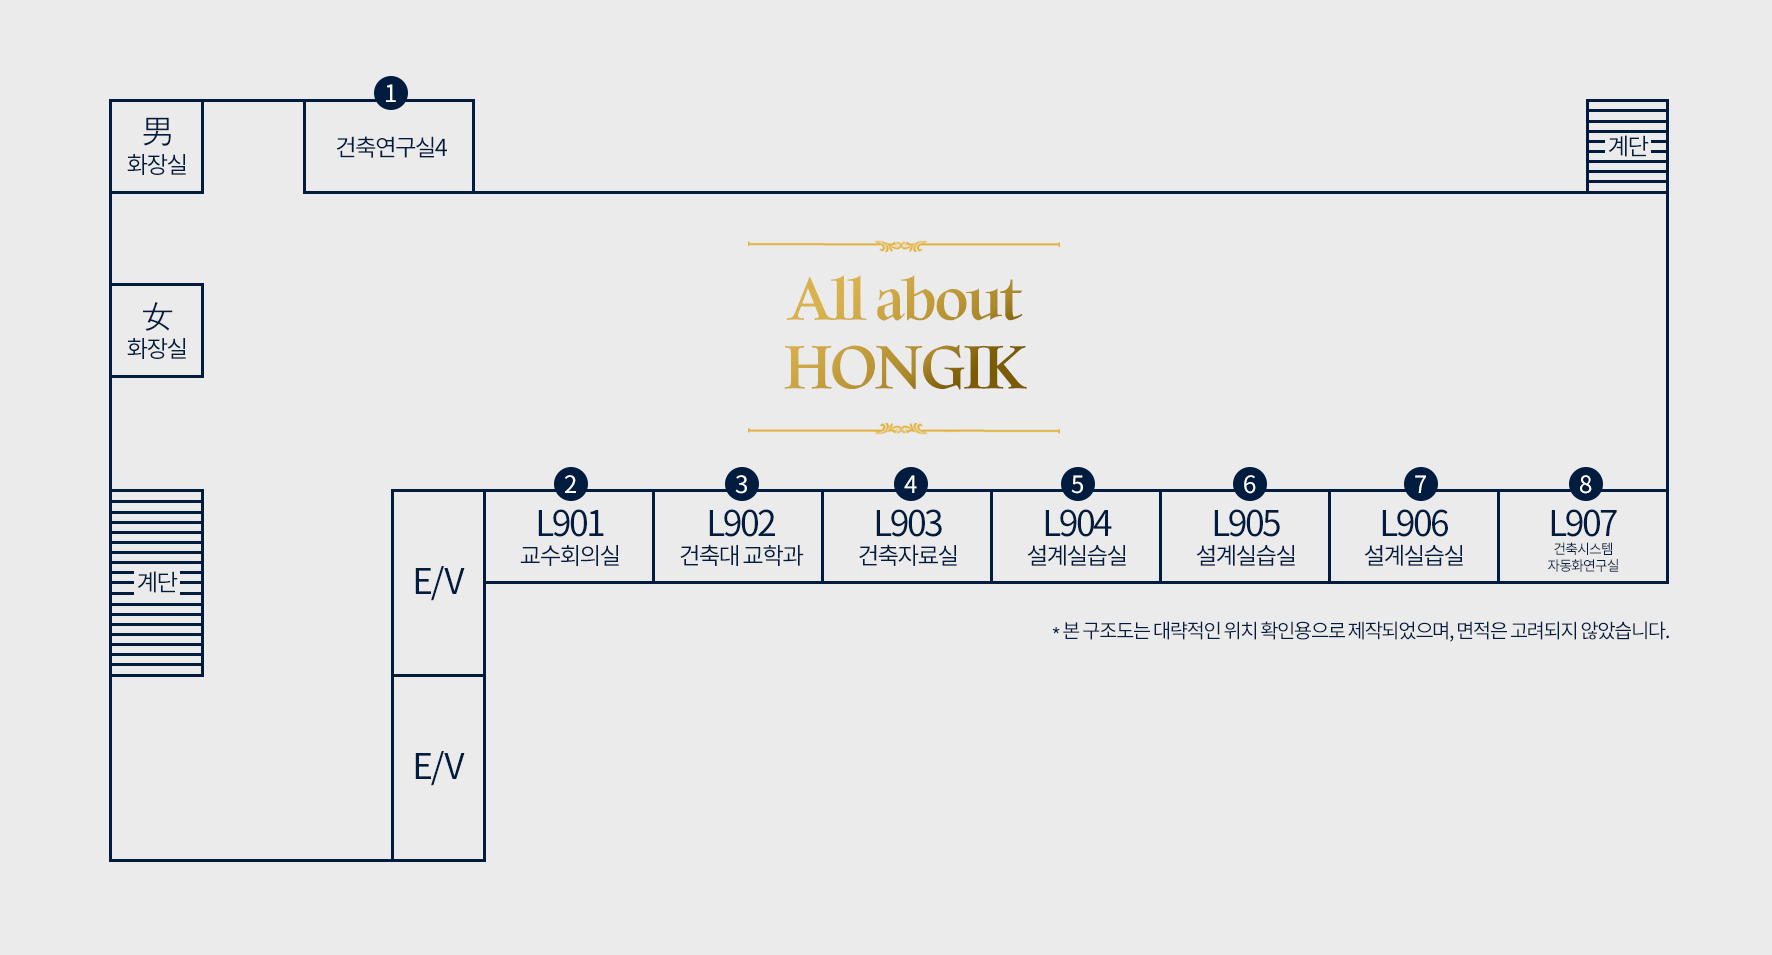 1
男
화장실
건축연구실4
계단
女
화장실
All about
HONGIK
2
3
4
5
6
7
8
L901
교수회의실
L902
건축대 교학과
L903
건축자료실
L904
설계실습실
L905
설계실습실
L906
설계실습실
L907
건축시스템
자동화연구실
계단
E/V
* 본 구조도는 대략적인 위치 확인용으로 제작되었으며, 면적은 고려되지 않았습니다.
E/V